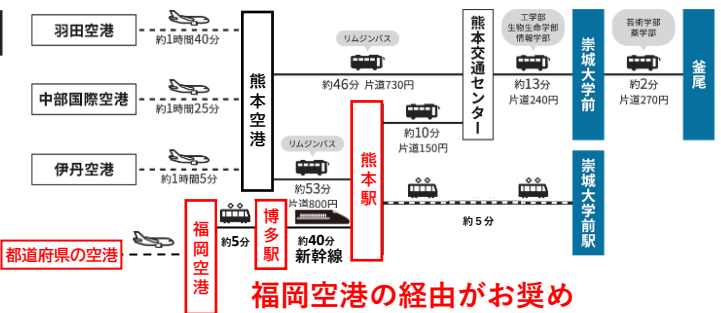 羽田空港
約1時間40分
中部国際空港
約1時間25分
伊丹空港
約1時間5分
都道府県の空港
福岡空港
約5分
博多駅
約40分
新幹線
熊本空港
リムジンバス
約46分 片道730円
リムジンバス
約53分
片道800円
熊本駅
約10分
片道150円
熊本交通センター
工学部
生物生命学部
情報学部
約13分
片道240円
崇城大学前
芸術学部
薬学部
約2分
片道270円
釜尾
約5分
崇城大学前駅
福岡空港の経由がお奨め